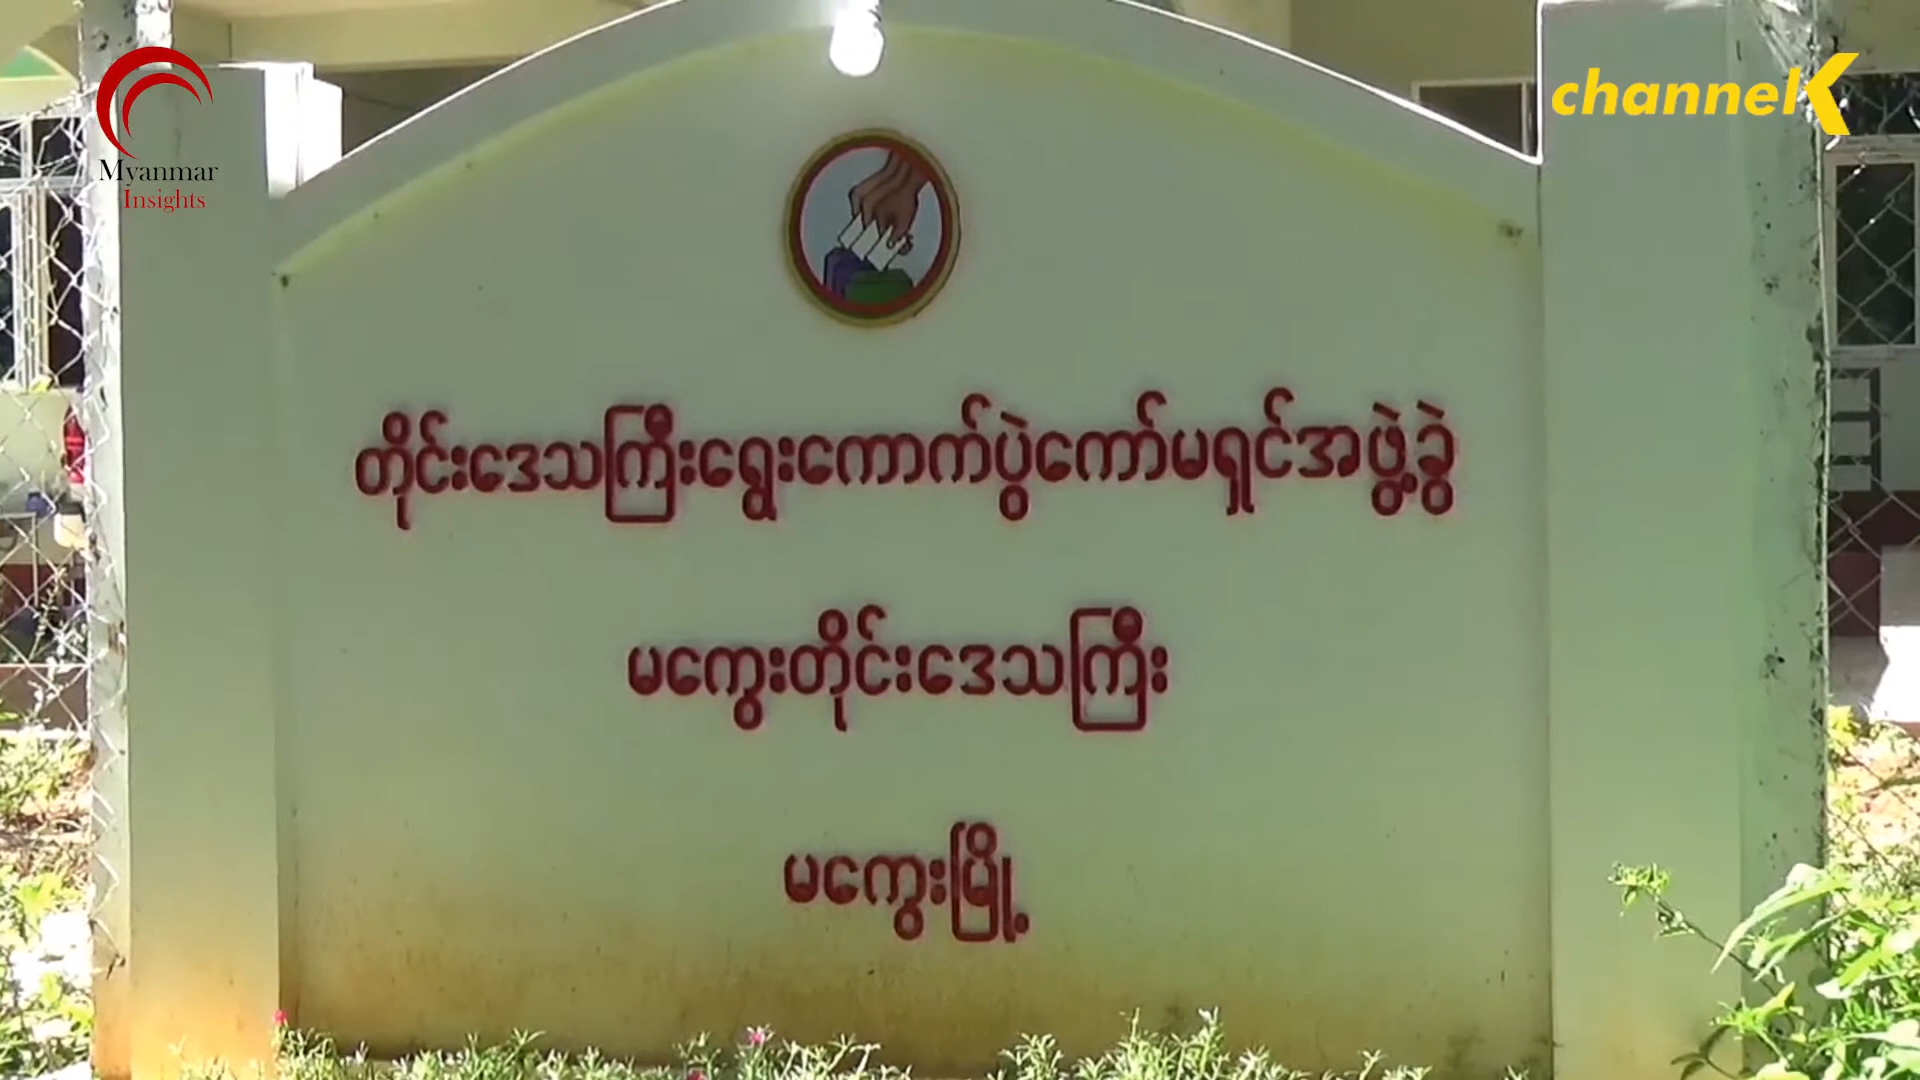 Myanmar
Insights
channelK
တိုင်းဒေသကြီးရွေးကောက်ပွဲကော်မရှင်အဖွဲ့ခွဲ
မကွေးတိုင်းဒေသကြီး
မကွေးမြို့